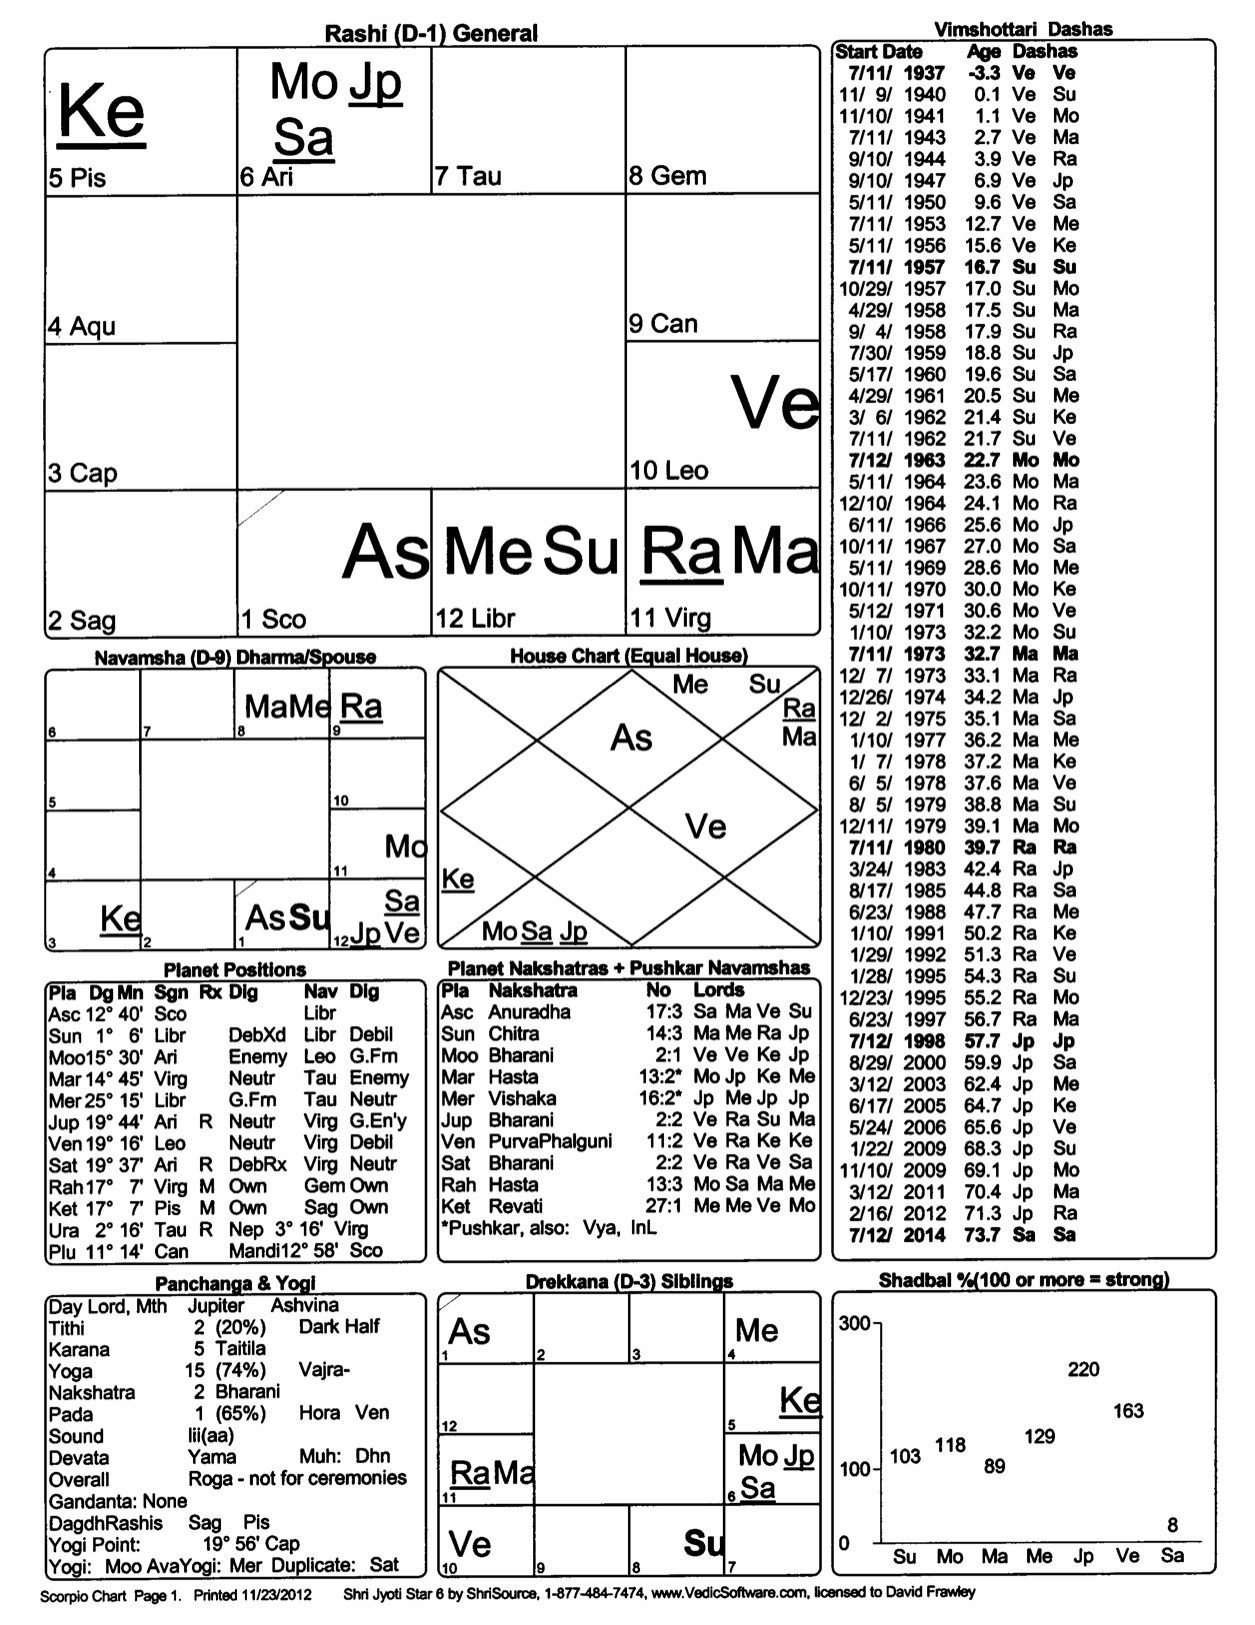 Rashi (D-1) General
Ke
5 Pis
Mo Jp
Sa
6 Ari
7 Tau
8 Gem
4 Aqu
9 Can
3 Cap
Ve
10 Leo
2 Sag
As
1 Sco
Me Su
12 Libr
Ra Ma
11 Virg
Vimshottari Dashas
Start Date Age Dashas
7/11/ 1937 -3.3 Ve Ve
11/ 9/ 1940 0.1 Ve Su
11/10/ 1941 1.1 Ve Mo
7/11/ 1943 2.7 Ve Ma
9/10/ 1944 3.9 Ve Ra
9/10/ 1947 6.9 Ve Jp
5/11/ 1950 9.6 Ve Sa
7/11/ 1953 12.7 Ve Me
5/11/ 1956 15.6 Ve Ke
7/11/ 1957 16.7 Su Su
10/29/ 1957 17.0 Su Mo
4/29/ 1958 17.5 Su Ma
9/ 4/ 1958 17.9 Su Ra
7/30/ 1959 18.8 Su Jp
5/17/ 1960 19.6 Su Sa
4/29/ 1961 20.5 Su Me
3/ 6/ 1962 21.4 Su Ke
7/11/ 1962 21.7 Su Ve
7/12/ 1963 22.7 Mo Mo
5/11/ 1964 23.6 Mo Ma
12/10/ 1964 24.1 Mo Ra
6/11/ 1966 25.6 Mo Jp
10/11/ 1967 27.0 Mo Sa
5/11/ 1969 28.6 Mo Me
10/11/ 1970 30.0 Mo Ke
5/12/ 1971 30.6 Mo Ve
1/10/ 1973 32.2 Mo Su
7/11/ 1973 32.7 Ma Ma
12/ 7/ 1973 33.1 Ma Ra
12/26/ 1974 34.2 Ma Jp
12/ 2/ 1975 35.1 Ma Sa
1/10/ 1977 36.2 Ma Me
1/ 7/ 1978 37.2 Ma Ke
6/ 5/ 1978 37.6 Ma Ve
8/ 5/ 1979 38.8 Ma Su
12/11/ 1979 39.1 Ma Mo
7/11/ 1980 39.7 Ra Ra
3/24/ 1983 42.4 Ra Jp
8/17/ 1985 44.8 Ra Sa
6/23/ 1988 47.7 Ra Me
1/10/ 1991 50.2 Ra Ke
1/29/ 1992 51.3 Ra Ve
1/28/ 1995 54.3 Ra Su
12/23/ 1995 55.2 Ra Mo
6/23/ 1997 56.7 Ra Ma
7/12/ 1998 57.7 Jp Jp
8/29/ 2000 59.9 Jp Sa
3/12/ 2003 62.4 Jp Me
6/17/ 2005 64.7 Jp Ke
5/24/ 2006 65.6 Jp Ve
1/22/ 2009 68.3 Jp Su
11/10/ 2009 69.1 Jp Mo
3/12/ 2011 70.4 Jp Ma
2/16/ 2012 71.3 Jp Ra
7/12/ 2014 73.7 Sa Sa
Navamsha (D-9) Dharma/Spouse
6
7
MaMe
8
Ra
9
5
10
4
Mo
11
Ke
3
2
AsSu
1
Sa
12 Jp Ve
House Chart (Equal House)
Me Su
Ra
Ma
As
Ve
Ke
Mo Sa Jp
Planet Positions
Pla Dg Mn Sgn Rx Dig Nav Dig
Asc 12° 40' Sco Libr
Sun 1° 6' Libr DebXd Libr Debil
Moo15° 30' Ari Enemy Leo G.Frn
Mar 14° 45' Virg Neutr Tau Enemy
Mer 25° 15' Libr G.Frn Tau Neutr
Jup 19° 44' Ari R Neutr Virg G.En'y
Ven 19° 16' Leo Neutr Virg Debil
Sat 19° 37' Ari R DebRx Virg Neutr
Rah17° 7' Virg M Own Gem Own
Ket 17° 7' Pis M Own Sag Own
Ura 2° 16' Tau R Nep 3° 16' Virg
Plu 11° 14' Can Mandi12° 58' Sco
Planet Nakshatras + Pushkar Navamshas
Pla Nakshatra No Lords
Asc Anuradha 17:3 Sa Ma Ve Su
Sun Chitra 14:3 Ma Me Ra Jp
Moo Bharani 2:1 Ve Ve Ke Jp
Mar Hasta 13:2* Mo Jp Ke Me
Mer Vishaka 16:2* Jp Me Jp Jp
Jup Bharani 2:2 Ve Ra Su Ma
Ven PurvaPhalguni 11:2 Ve Ra Ke Ke
Sat Bharani 2:2 Ve Ra Ve Sa
Rah Hasta 13:3 Mo Sa Ma Me
Ket Revati 27:1 Me Me Ve Mo
*Pushkar, also: Vya, InL
Panchanga & Yogi
Day Lord, Mth Jupiter Ashvina
Tithi 2 (20%) Dark Half
Karana 5 Taitila
Yoga 15 (74%) Vajra-
Nakshatra 2 Bharani
Pada 1 (65%) Hora Ven
Sound lii(aa)
Devata Yama Muh: Dhn
Overall Roga - not for ceremonies
Gandanta: None
DagdhRashis Sag Pis
Yogi Point: 19° 56' Cap
Yogi: Moo AvaYogi: Mer Duplicate: Sat
Drekkana (D-3) Siblings
As
1
2
3
Me
4
12
Ke
5
RaMa
11
Mo Jp
6 Sa
Ve
10
9
Su
8
7
Shadbal %(100 or more = strong)
300
220
163
129
118
103
100
89
8
0
Su Mo Ma Me Jp Ve Sa
Scorpio Chart Page 1. Printed 11/23/2012 Shri Jyoti Star 6 by ShriSource, 1-877-484-7474, www.VedicSoftware.com, licensed to David Frawley